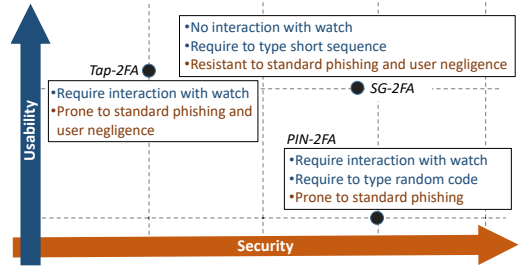 • No interaction with watch
• Require to type short sequence
• Resistant to standard phishing and user negligence
Tap-2FA
SG-2FA
• Require interaction with watch
• Prone to standard phishing and
user negligence
PIN-2FA
• Require interaction with watch
• Require to type random code
• Prone to standard phishing
Usability
Security